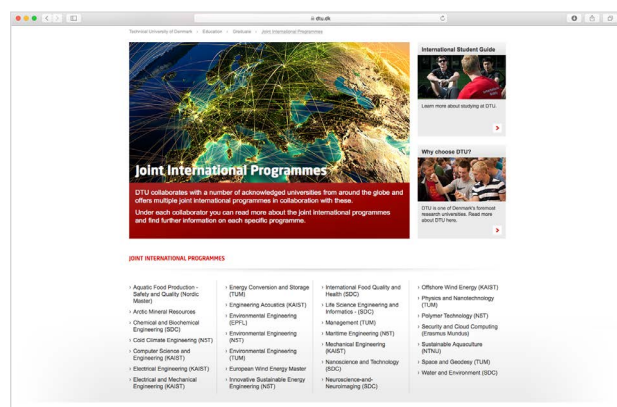 dtu.dk
Technical University of Denmark › Education › Graduate › Joint International Programmes
Joint International Programmes
DTU collaborates with a number of acknowledged universities from around the globe and
offers multiple joint international programmes in collaboration with these.
Under each collaborator you can read more about the joint international programmes
and find further information on each specific programme.
International Student Guide
Learn more about studying at DTU.
Why choose DTU?
DTU is one of Denmark's foremost
research universities. Read more
about DTU here.
JOINT INTERNATIONAL PROGRAMMES
› Aquatic Food Production -
Safety and Quality (Nordic
Master)
› Arctic Mineral Resources
› Chemical and Biochemical
Engineering (SDC)
› Cold Climate Engineering (N5T)
› Computer Science and
Engineering (KAIST)
› Electrical Engineering (KAIST)
› Electrical and Mechanical
Engineering (KAIST)
› Energy Conversion and Storage
(TUM)
› Engineering Acoustics (KAIST)
› Environmental Engineering
(EPFL)
› Environmental Engineering
(N5T)
› Environmental Engineering
(TUM)
› European Wind Energy Master
› Innovative Sustainable Energy
Engineering (N5T)
› International Food Quality and
Health (SDC)
› Life Science Engineering and
Informatics - (SDC)
› Management (TUM)
› Maritime Engineering (N5T)
› Mechanical Engineering
(KAIST)
› Nanoscience and Technology
(SDC)
› Neuroscience-and-
Neuroimaging (SDC)
› Offshore Wind Energy (KAIST)
› Physics and Nanotechnology
(TUM)
› Polymer Technology (N5T)
› Security and Cloud Computing
(Erasmus Mundus)
› Sustainable Aquaculture
(NTNU)
› Space and Geodesy (TUM)
› Water and Environment (SDC)